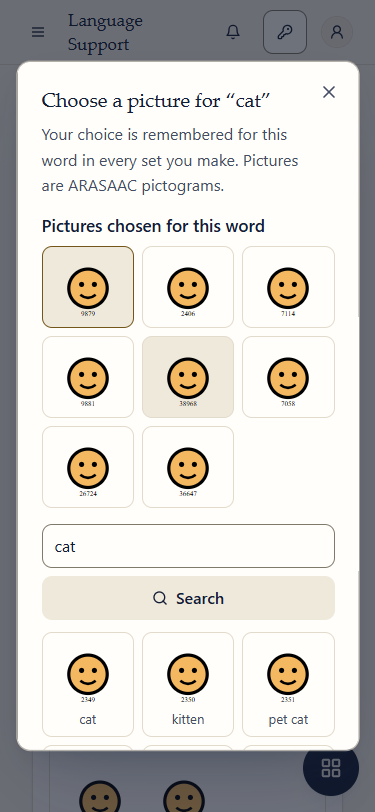 Language
Support
Choose a picture for “cat”
Your choice is remembered for this
word in every set you make. Pictures
are ARASAAC pictograms.
Pictures chosen for this word
9879 2406 7114
9881 38968 7058
26724 36647
cat
Search
2349 2350 2351
cat kitten pet cat